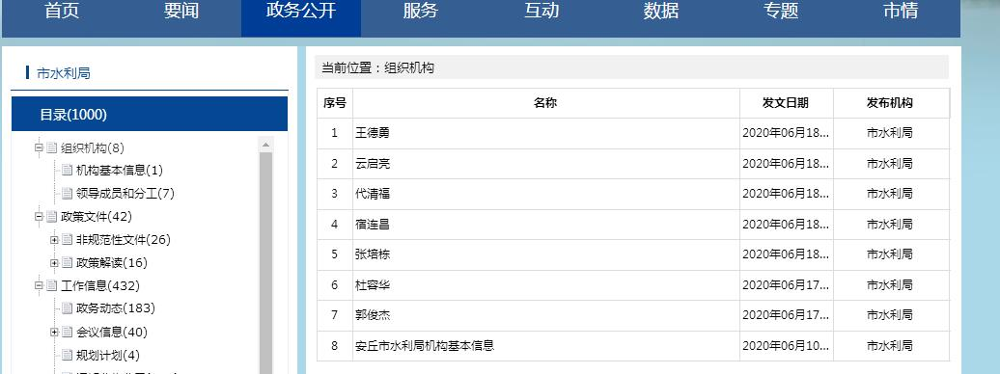 首页 要闻 政务公开 服务 互动 数据 专题 市情
市水利局
目录(1000)
组织机构(8)
机构基本信息(1)
领导成员和分工(7)
政策文件(42)
非规范性文件(26)
政策解读(16)
工作信息(432)
政务动态(183)
会议信息(40)
规划计划(4)
当前位置：组织机构
序号 名称 发文日期 发布机构
1 王德勇 2020年06月18... 市水利局
2 云启亮 2020年06月18... 市水利局
3 代清福 2020年06月18... 市水利局
4 宿连昌 2020年06月18... 市水利局
5 张培栋 2020年06月18... 市水利局
6 杜容华 2020年06月17... 市水利局
7 郭俊杰 2020年06月17... 市水利局
8 安丘市水利局机构基本信息 2020年06月10... 市水利局